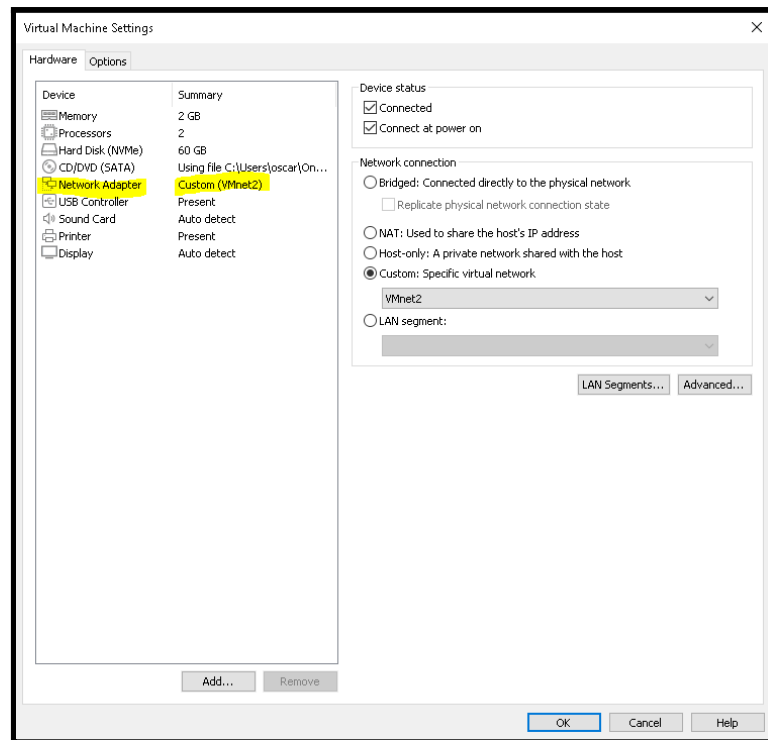 Virtual Machine Settings
Hardware Options
Device Summary
Memory 2 GB
Processors 2
Hard Disk (NVMe) 60 GB
CD/DVD (SATA) Using file C:\Users\oscar\On...
Network Adapter Custom (VMnet2)
USB Controller Present
Sound Card Auto detect
Printer Present
Display Auto detect
Add... Remove
Device status
Connected
Connect at power on
Network connection
Bridged: Connected directly to the physical network
Replicate physical network connection state
NAT: Used to share the host's IP address
Host-only: A private network shared with the host
Custom: Specific virtual network
VMnet2
LAN segment:
LAN Segments... Advanced...
OK Cancel Help